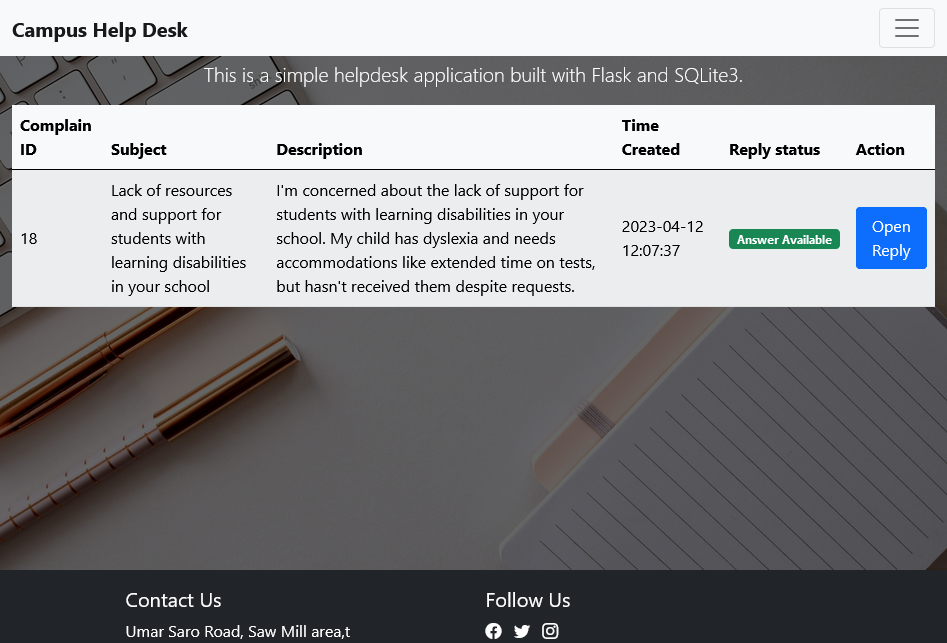 Campus Help Desk
This is a simple helpdesk application built with Flask and SQLite3.
Complain ID
Subject
Description
Time Created
Reply status
Action
18
Lack of resources
and support for
students with
learning disabilities
in your school
I'm concerned about the lack of support for
students with learning disabilities in your
school. My child has dyslexia and needs
accommodations like extended time on tests,
but hasn't received them despite requests.
2023-04-12
12:07:37
Answer Available
Open
Reply
Contact Us
Umar Saro Road, Saw Mill area,t
Follow Us